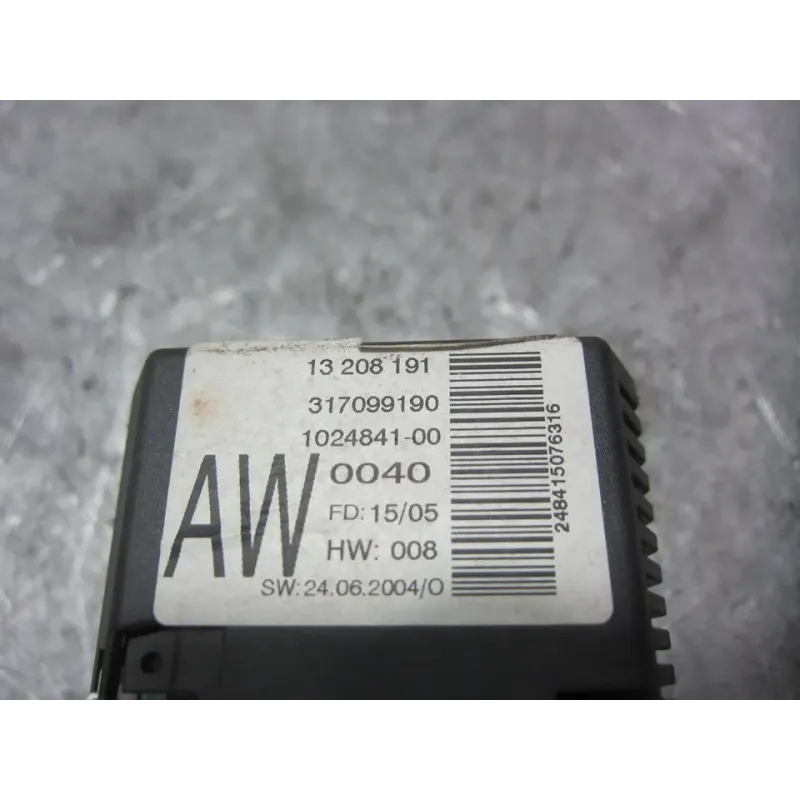 13 208 191
317099190
1024841-00
AW
0040
FD: 15/05
HW: 008
SW: 24.06.2004/O
248415076316